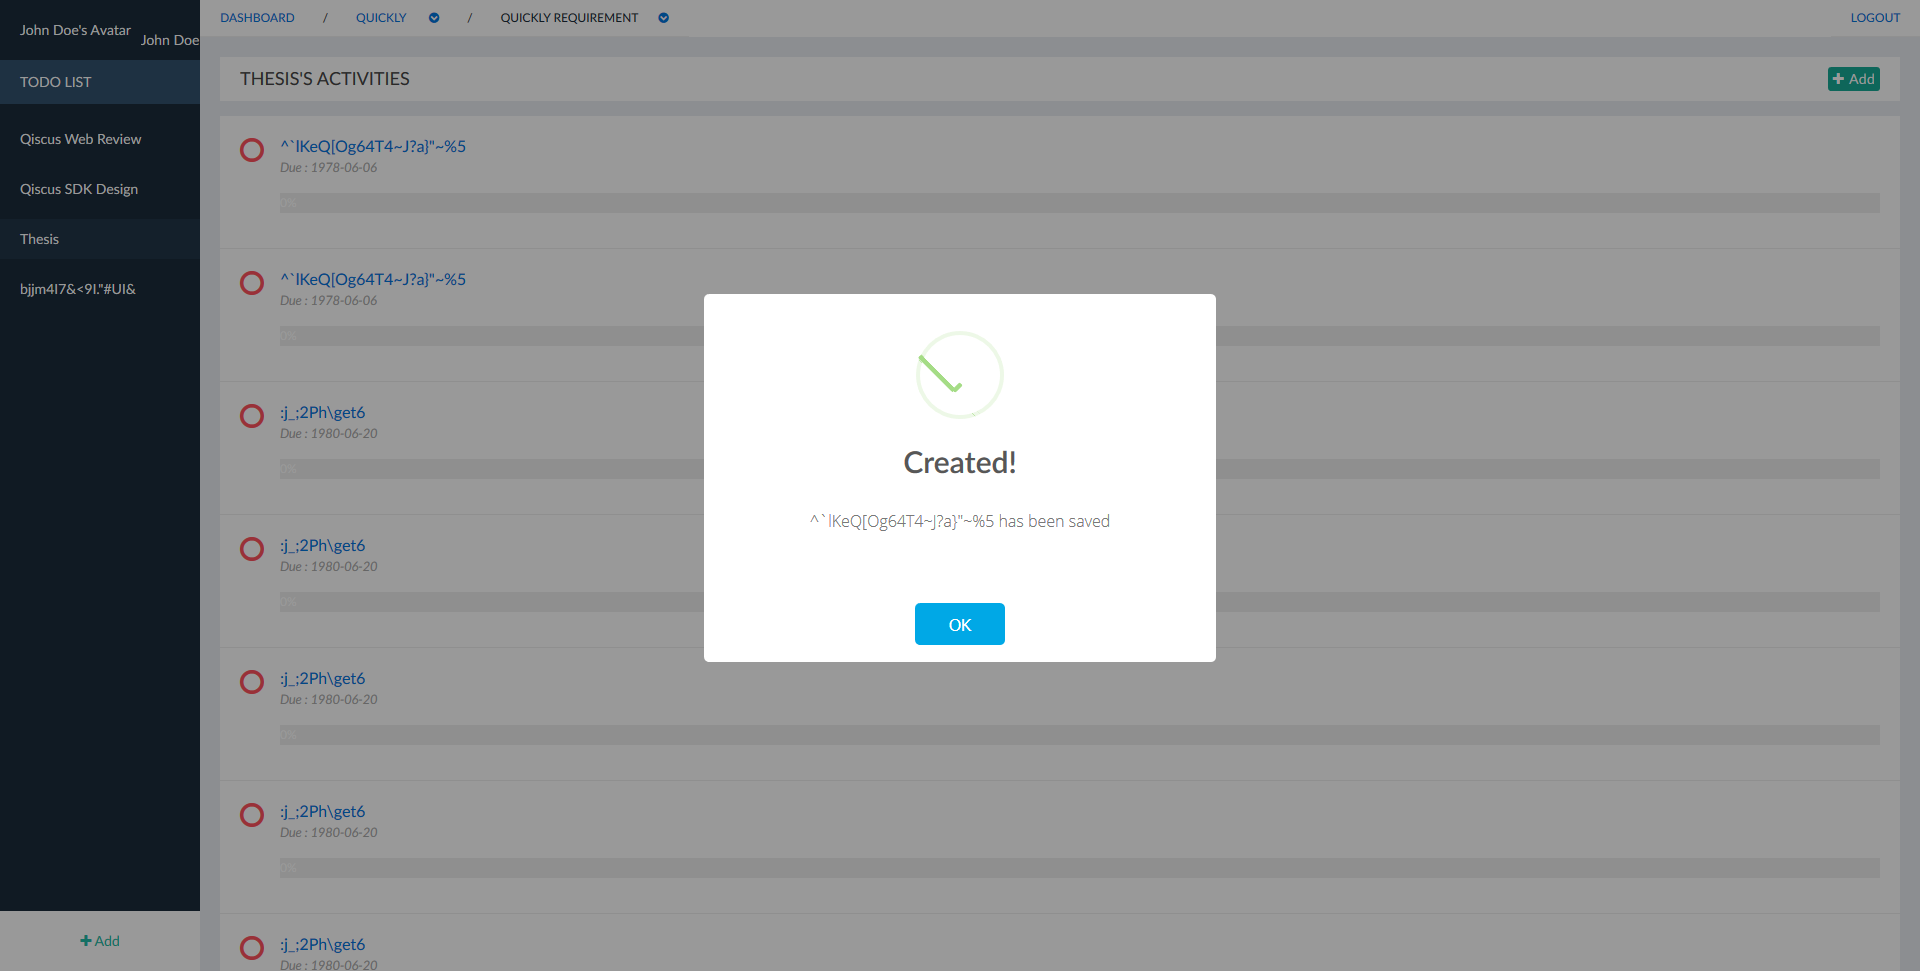 John Doe's Avatar
John Doe
TODO LIST
Qiscus Web Review
Qiscus SDK Design
Thesis
bjjm4I7&<9I."#UI&
Add
DASHBOARD / QUICKLY / QUICKLY REQUIREMENT
LOGOUT
THESIS'S ACTIVITIES
Add
^`lKeQ[Og64T4~J?a}"~%5
Due : 1978-06-06
0%
^`lKeQ[Og64T4~J?a}"~%5
Due : 1978-06-06
0%
:j_;2Ph\get6
Due : 1980-06-20
0%
:j_;2Ph\get6
Due : 1980-06-20
0%
:j_;2Ph\get6
Due : 1980-06-20
0%
:j_;2Ph\get6
Due : 1980-06-20
0%
:j_;2Ph\get6
Due : 1980-06-20
Created!
^`lKeQ[Og64T4~J?a}"~%5 has been saved
OK